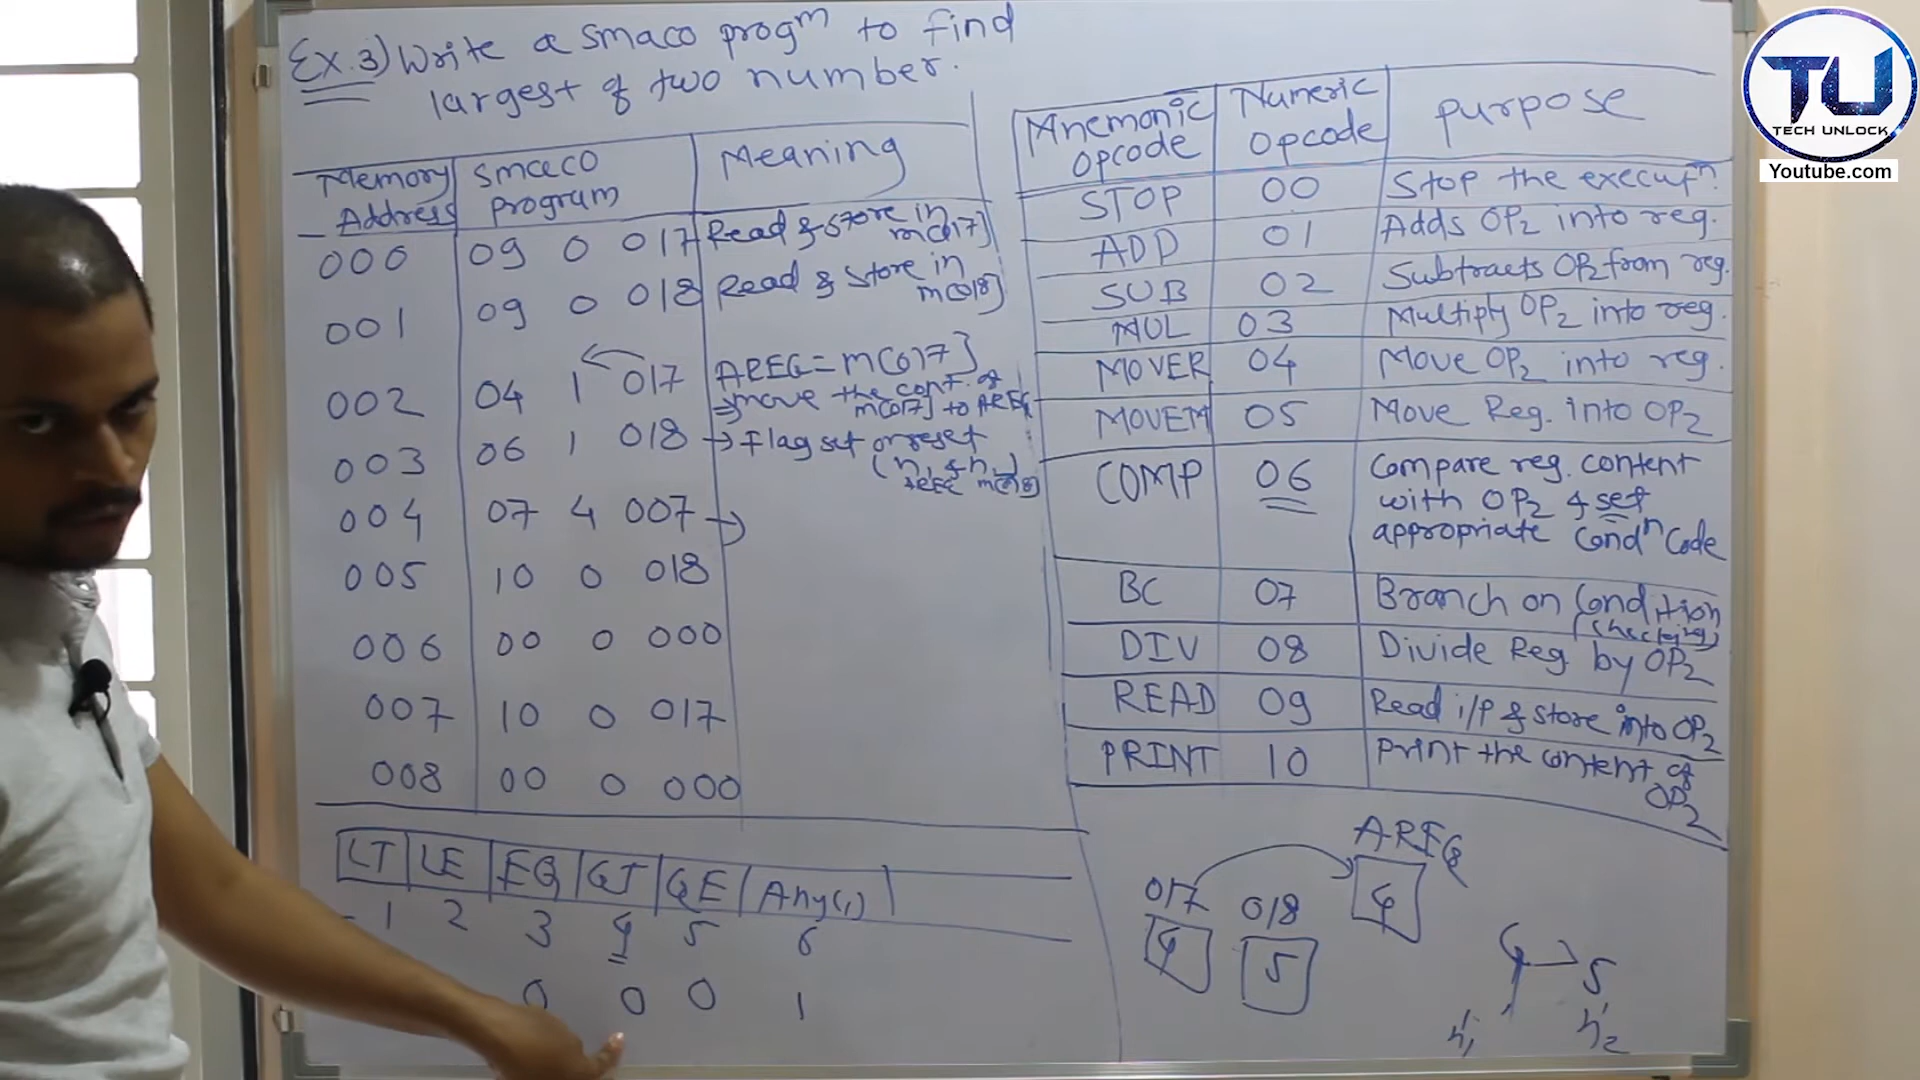 Ex.3) Write a smaco prog^m to find
largest of two number.
Memory Address | smaco program | Meaning
000 09 0 017 Read & store in m[017]
001 09 0 018 Read & store in m[018]
002 04 1 017 AREG = m[017]
⇒ move the cont. of m[017] to AREG
003 06 1 018 → Flag set or reset
(n1 & n2)
AREG m[018]
004 07 4 007 →
005 10 0 018
006 00 0 000
007 10 0 017
008 00 0 000
LT | LE | EQ | GT | GE | Any(,)
1 2 3 4 5 6
0 0 0 1
Mnemonic opcode | Numeric opcode | purpose
STOP 00 Stop the execut^n.
ADD 01 Adds OP2 into reg.
SUB 02 Subtracts OP2 from reg.
MUL 03 Multiply OP2 into reg.
MOVER 04 Move OP2 into reg.
MOVEM 05 Move Reg. into OP2
COMP 06 Compare reg. content
with OP2 & set
appropriate Cond^n Code
BC 07 Branch on Condition
(checking)
DIV 08 Divide Reg by OP2
READ 09 Read i/p & store into OP2
PRINT 10 print the content of
OP2
AREG
017 018 4
4 5
4 → 5
n1 n2
TU
TECH UNLOCK
Youtube.com